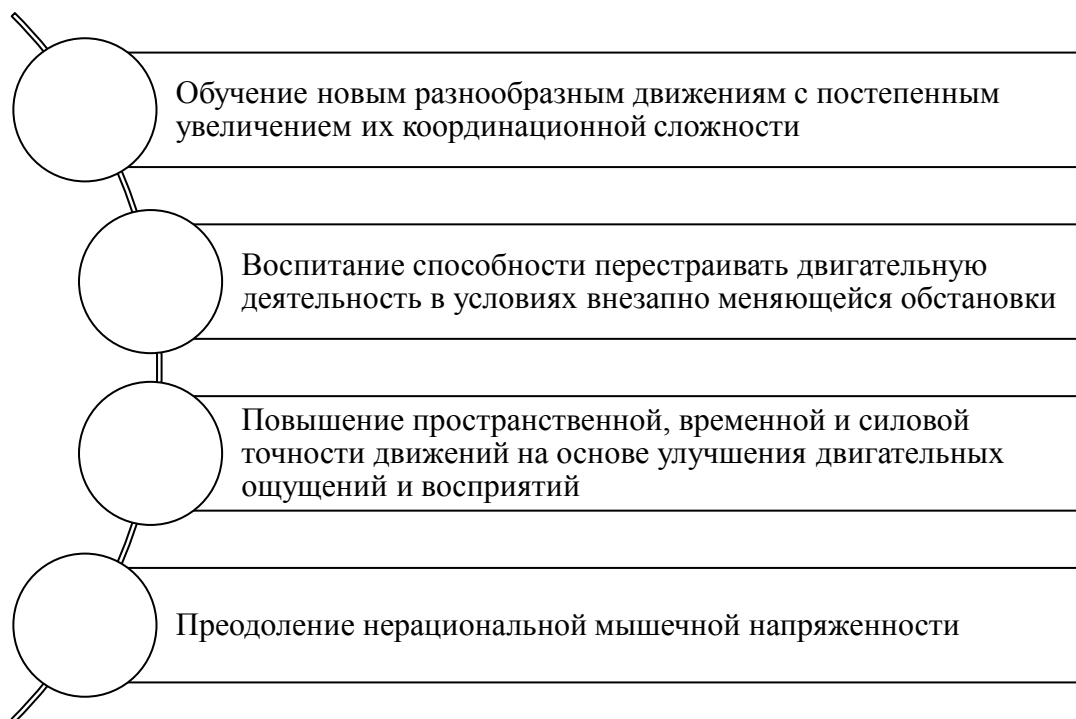 Обучение новым разнообразным движениям с постепенным
увеличением их координационной сложности
Воспитание способности перестраивать двигательную
деятельность в условиях внезапно меняющейся обстановки
Повышение пространственной, временной и силовой
точности движений на основе улучшения двигательных
ощущений и восприятий
Преодоление нерациональной мышечной напряженности